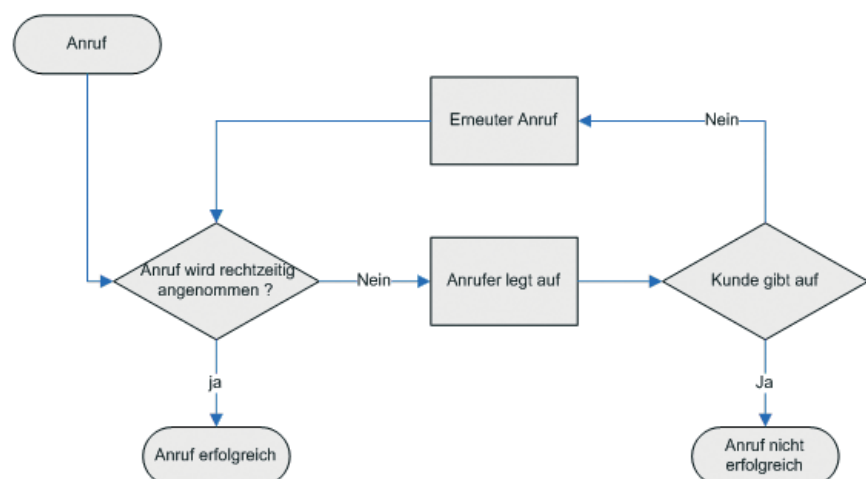 Anruf
Erneuter Anruf
Nein
Anruf wird rechtzeitig
angenommen ?
Nein
Anrufer legt auf
Kunde gibt auf
ja
Ja
Anruf erfolgreich
Anruf nicht
erfolgreich